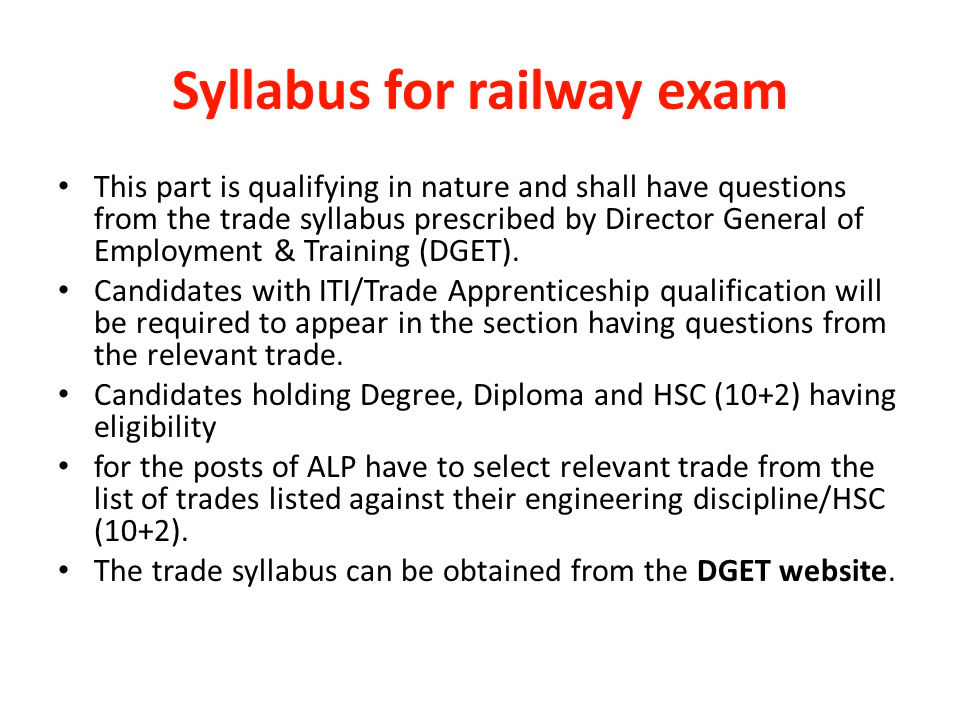 Syllabus for railway exam
• This part is qualifying in nature and shall have questions
from the trade syllabus prescribed by Director General of
Employment & Training (DGET).
• Candidates with ITI/Trade Apprenticeship qualification will
be required to appear in the section having questions from
the relevant trade.
• Candidates holding Degree, Diploma and HSC (10+2) having
eligibility
• for the posts of ALP have to select relevant trade from the
list of trades listed against their engineering discipline/HSC
(10+2).
• The trade syllabus can be obtained from the DGET website.